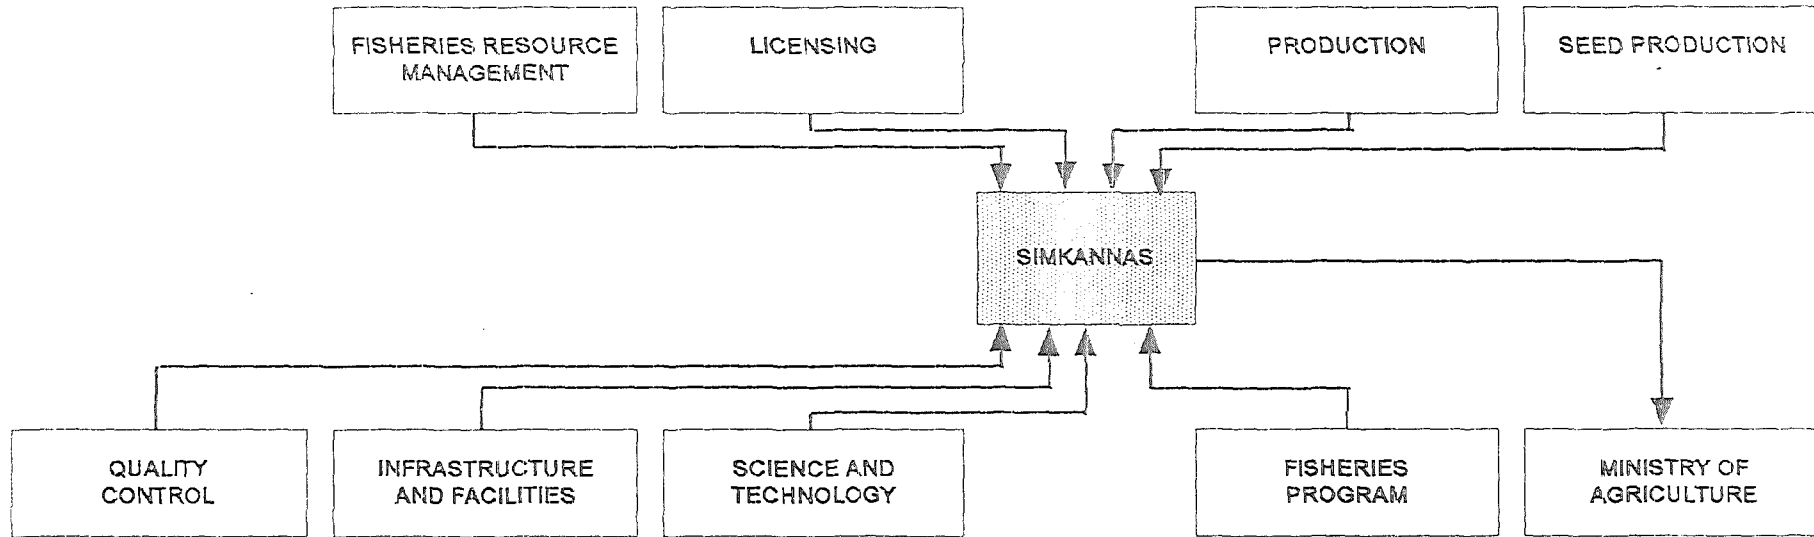 FISHERIES RESOURCE
MANAGEMENT
LICENSING
PRODUCTION
SEED PRODUCTION
SIMKANNAS
QUALITY
CONTROL
INFRASTRUCTURE
AND FACILITIES
SCIENCE AND
TECHNOLOGY
FISHERIES
PROGRAM
MINISTRY OF
AGRICULTURE